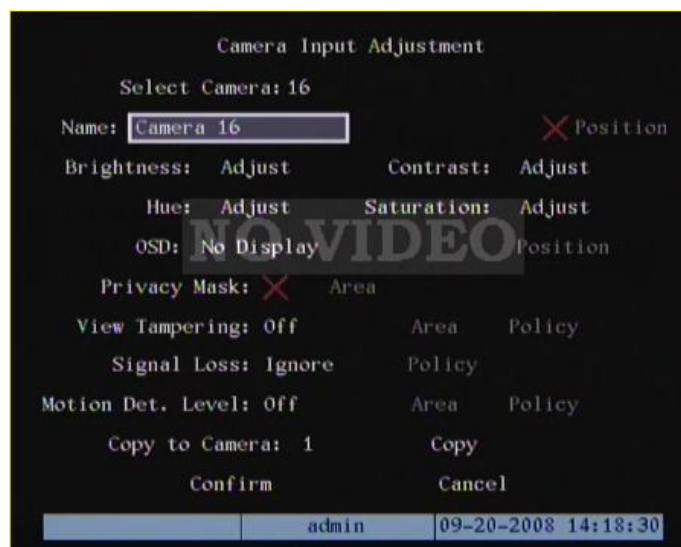 Camera Input Adjustment
Select Camera: 16
Name: Camera 16 Position
Brightness: Adjust Contrast: Adjust
Hue: Adjust Saturation: Adjust
NO VIDEO
OSD: No Display Position
Privacy Mask: Area
View Tampering: Off Area Policy
Signal Loss: Ignore Policy
Motion Det. Level: Off Area Policy
Copy to Camera: 1 Copy
Confirm Cancel
admin 09-20-2008 14:18:30